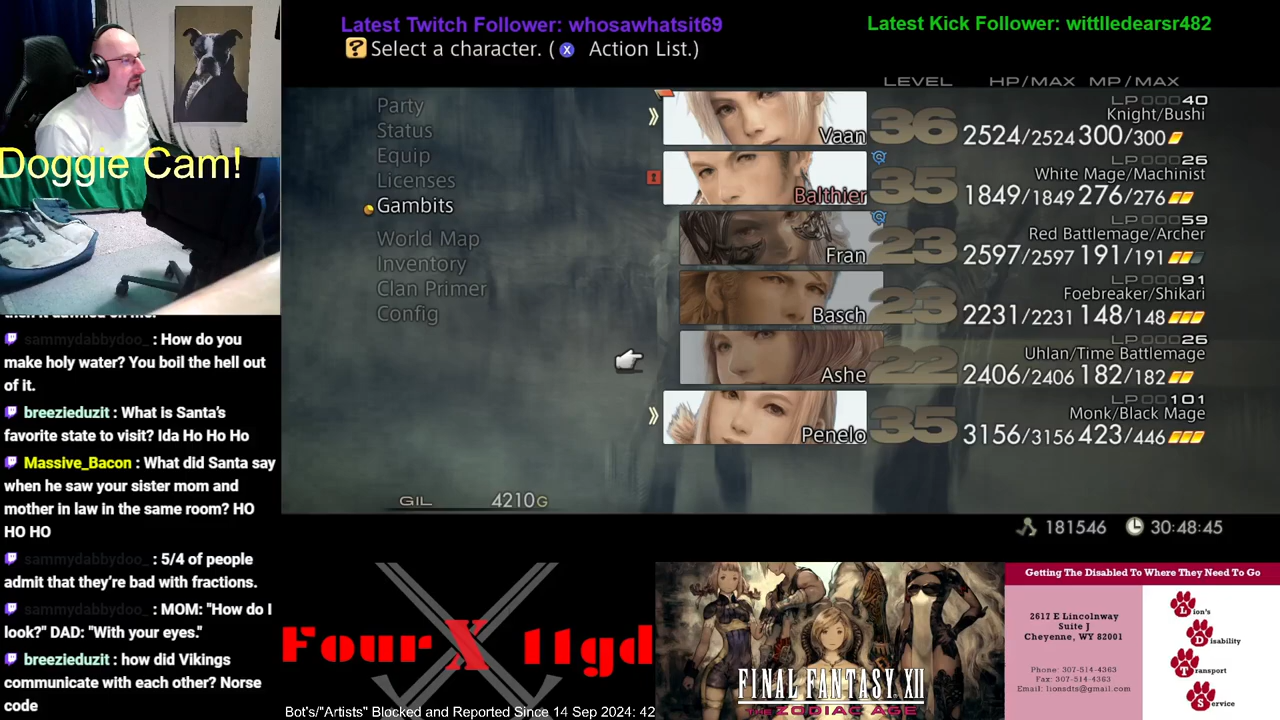 Latest Twitch Follower: whosawhatsit69
Latest Kick Follower: wittlledearsr482
Select a character. ( X Action List.)
LEVEL HP/MAX MP/MAX
Party
Status
Equip
Licenses
Gambits
World Map
Inventory
Clan Primer
Config
Vaan 36 LP 00040
Knight/Bushi
2524/2524 300/300
Balthier 35 LP 00026
White Mage/Machinist
1849/1849 276/276
Fran 23 LP 00059
Red Battlemage/Archer
2597/2597 191/191
Basch 23 LP 00091
Foebreaker/Shikari
2231/2231 148/148
Ashe 22 LP 00026
Uhlan/Time Battlemage
2406/2406 182/182
Penelo 35 LP 00101
Monk/Black Mage
3156/3156 423/446
GIL 4210G
181546 30:48:45
Doggie Cam!
sammydabbydoo_ : How do you
make holy water? You boil the hell out
of it.
breezieduzit : What is Santa's
favorite state to visit? Ida Ho Ho Ho
Massive_Bacon : What did Santa say
when he saw your sister mom and
mother in law in the same room? HO
HO HO
sammydabbydoo_ : 5/4 of people
admit that they're bad with fractions.
sammydabbydoo_ : MOM: "How do I
look?" DAD: "With your eyes."
breezieduzit : how did Vikings
communicate with each other? Norse
code
Four X 11gd
Bot's/"Artists" Blocked and Reported Since 14 Sep 2024: 42
FINAL FANTASY XII
THE ZODIAC AGE
Getting The Disabled To Where They Need To Go
2617 E Lincolnway
Suite J
Cheyenne, WY 82001
Phone: 307-514-4363
Fax: 307-514-4363
Email: lionsdts@gmail.com
Lion's
Disability
Transport
Service